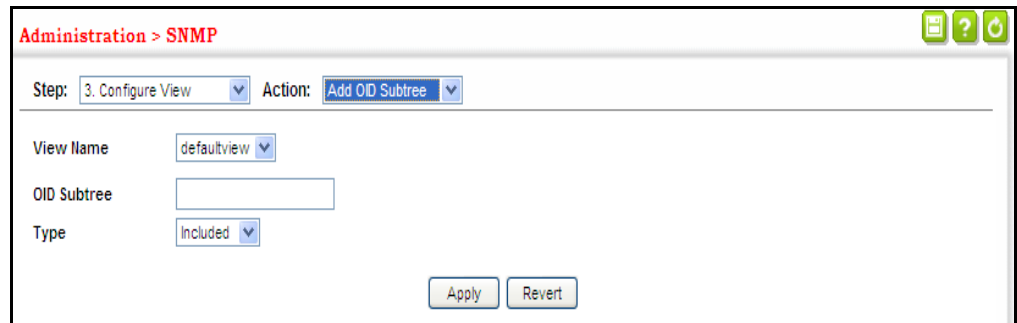 Administration > SNMP
?
Step: 3. Configure View Action: Add OID Subtree
View Name defaultview
OID Subtree
Type Included
Apply Revert